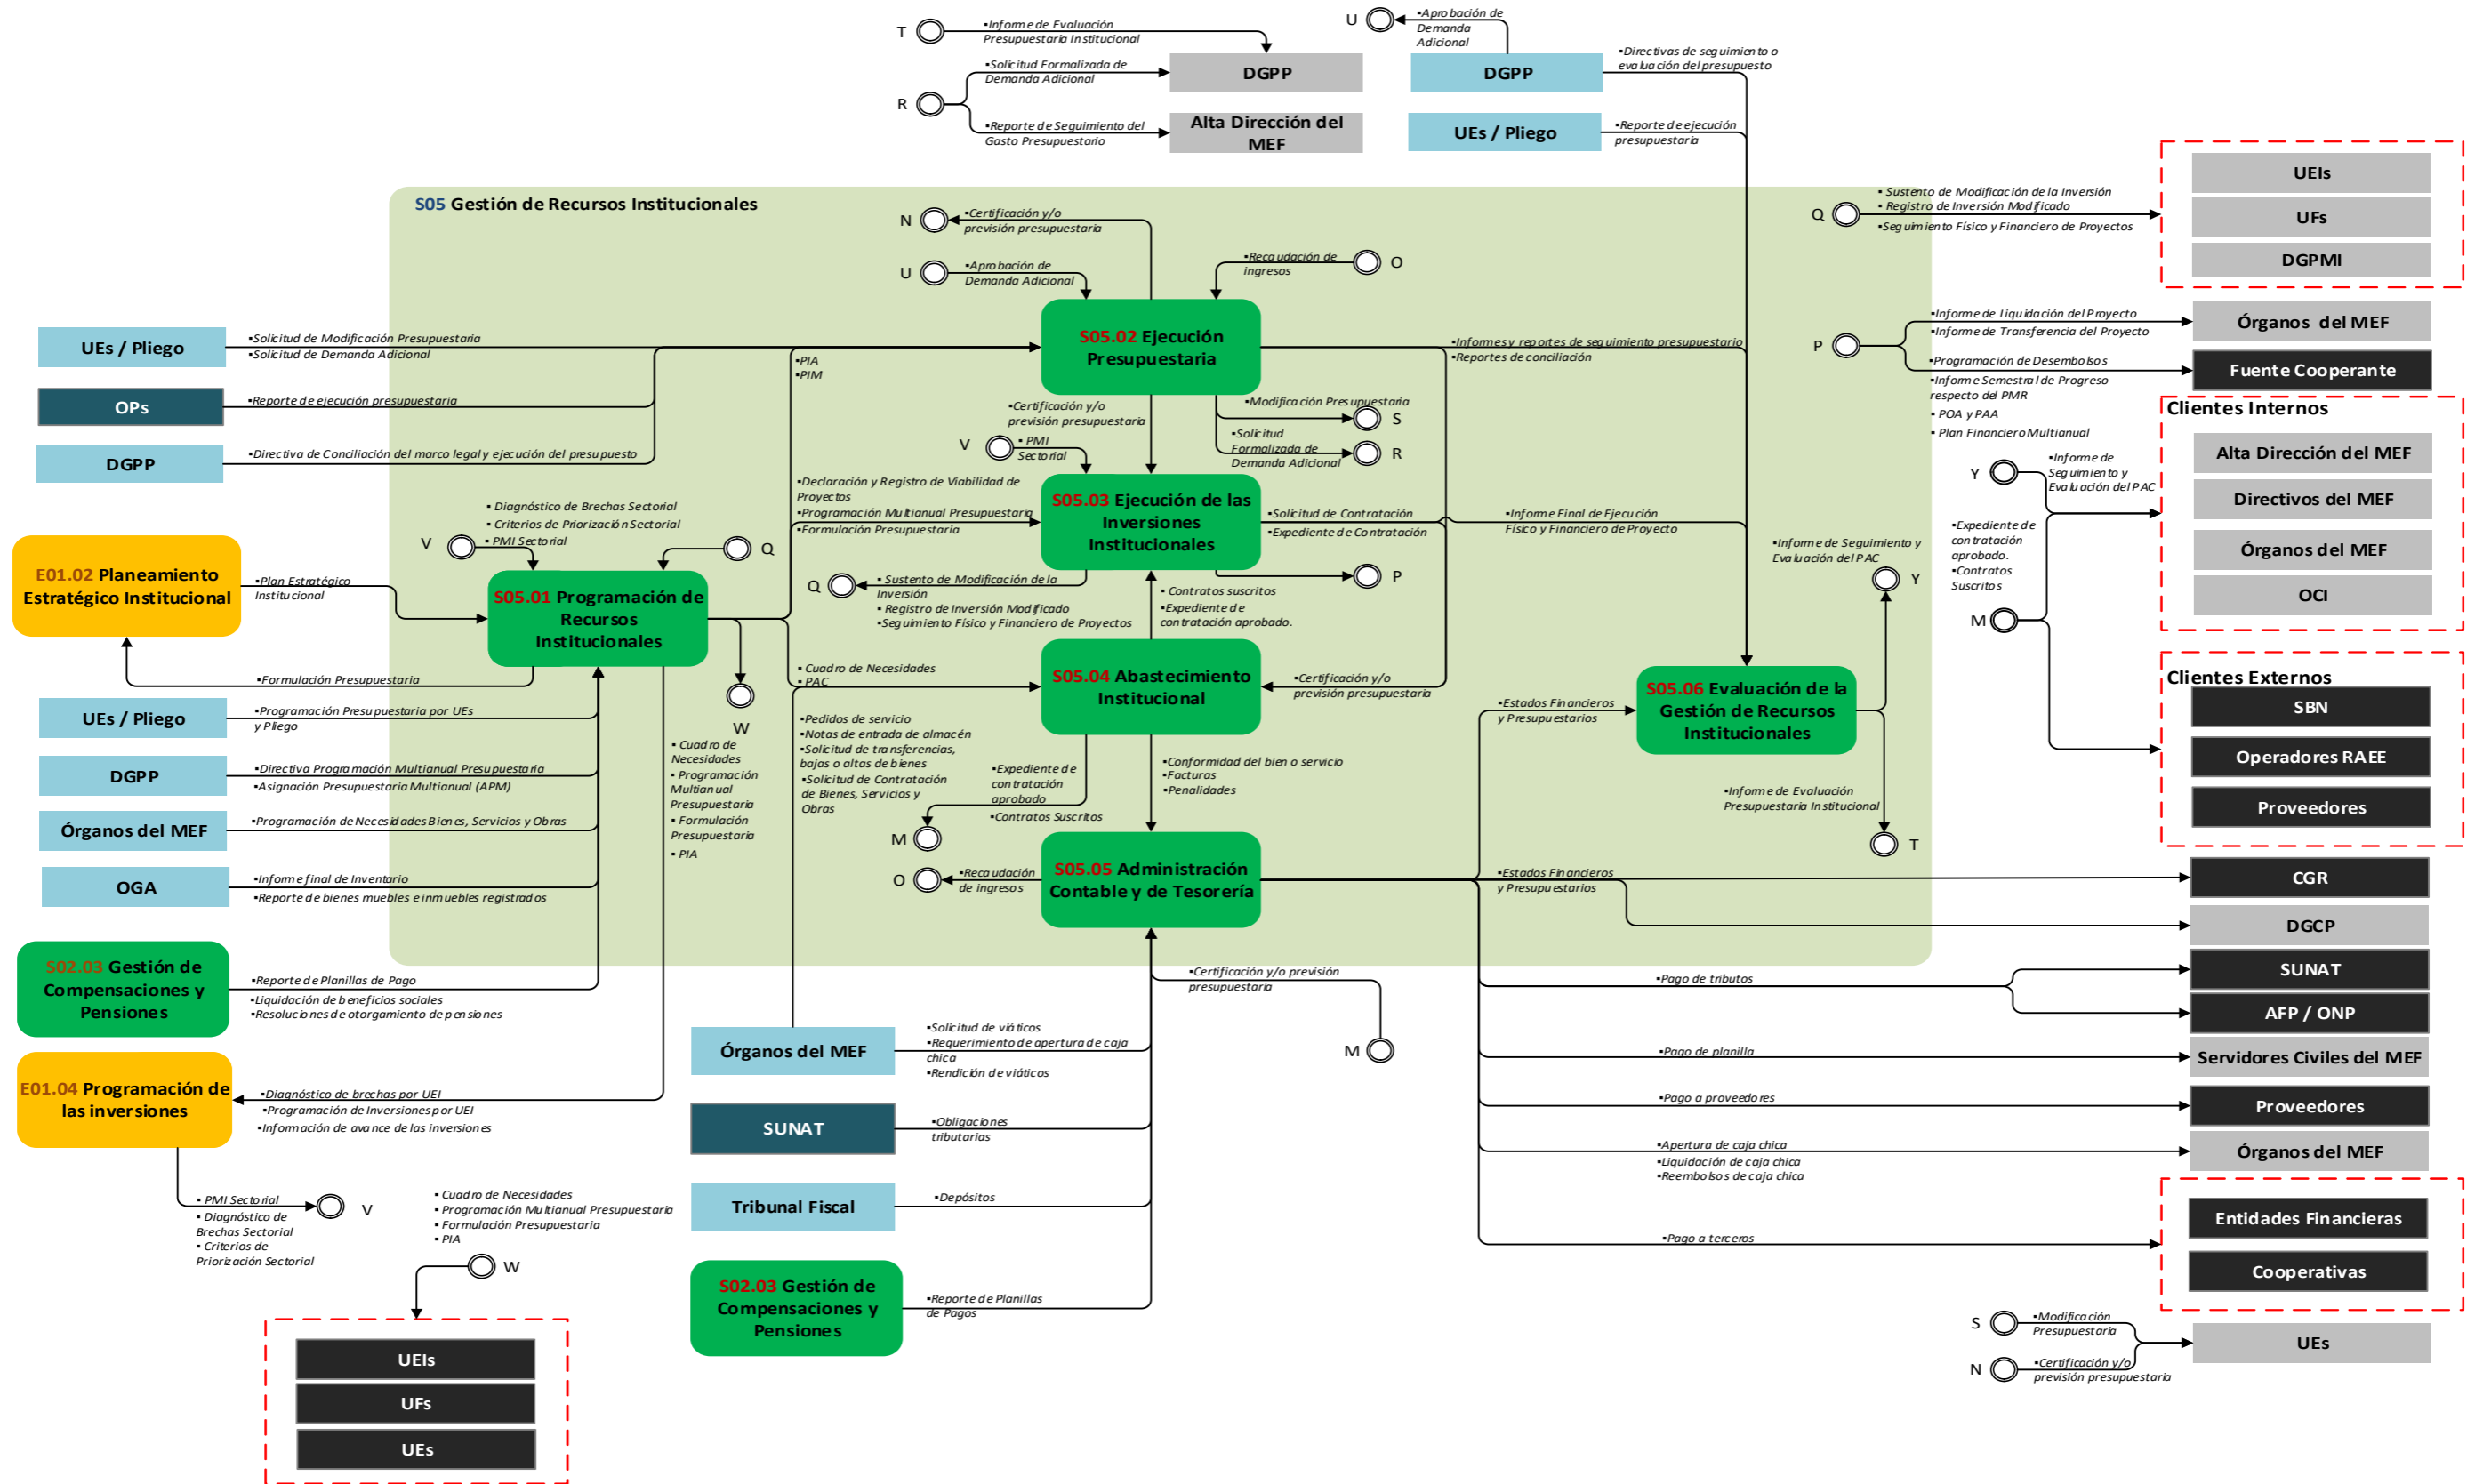 T
▪Informe de Evaluación
Presupuestaria Institucional
R
▪Solicitud Formalizada de
Demanda Adicional
▪Reporte de Seguimiento del
Gasto Presupuestario
DGPP
Alta Dirección del
MEF
U
▪Aprobación de
Demanda
Adicional
DGPP
▪Directivas de seguimiento o
evaluación del presupuesto
UEs / Pliego
▪Reporte de ejecución
presupuestaria
S05 Gestión de Recursos Institucionales
N
▪Certificación y/o
previsión presupuestaria
U
▪Aprobación de
Demanda Adicional
▪Recaudación de
ingresos
O
Q
▪ Sustento de Modificación de la Inversión
▪ Registro de Inversión Modificado
▪Seguimiento Físico y Financiero de Proyectos
UEIs
UFs
DGPMI
UEs / Pliego
▪Solicitud de Modificación Presupuestaria
▪Solicitud de Demanda Adicional
OPs
▪Reporte de ejecución presupuestaria
DGPP
▪Directiva de Conciliación del marco legal y ejecución del presupuesto
▪PIA
▪PIM
S05.02 Ejecución
Presupuestaria
▪Informes y reportes de seguimiento presupuestario
▪Reportes de conciliación
P
▪Informe de Liquidación del Proyecto
▪Informe de Transferencia del Proyecto
▪Programación de Desembolsos
▪Informe Semestral de Progreso
respecto del PMR
▪ POA y PAA
▪ Plan Financiero Multianual
Órganos del MEF
Fuente Cooperante
▪Certificación y/o
previsión presupuestaria
▪Modificación Presupuestaria
S
▪Solicitud
Formalizada de
Demanda Adicional
R
V
▪ PMI
Sectorial
Clientes Internos
Alta Dirección del MEF
Directivos del MEF
Órganos del MEF
OCI
Y
▪Informe de
Seguimiento y
Evaluación del PAC
▪Expediente de
contratación
aprobado.
▪Contratos
Suscritos
M
▪Declaración y Registro de Viabilidad de
Proyectos
▪Programación Multianual Presupuestaria
▪Formulación Presupuestaria
S05.03 Ejecución de las
Inversiones
Institucionales
▪Solicitud de Contratación
▪Expediente de Contratación
▪Informe Final de Ejecución
Físico y Financiero de Proyecto
V
▪ Diagnóstico de Brechas Sectorial
▪ Criterios de Priorización Sectorial
▪ PMI Sectorial
Q
E01.02 Planeamiento
Estratégico Institucional
▪Plan Estratégico
Institucional
S05.01 Programación de
Recursos
Institucionales
Q
▪ Sustento de Modificación de la
Inversión
▪ Registro de Inversión Modificado
▪Seguimiento Físico y Financiero de Proyectos
P
▪ Contratos suscritos
▪Expediente de
contratación aprobado.
▪Informe de Seguimiento y
Evaluación del PAC
Y
▪Formulación Presupuestaria
W
▪ Cuadro de Necesidades
▪ PAC
S05.04 Abastecimiento
Institucional
▪Certificación y/o
previsión presupuestaria
▪Estados Financieros
y Presupuestarios
S05.06 Evaluación de la
Gestión de Recursos
Institucionales
Clientes Externos
SBN
Operadores RAEE
Proveedores
UEs / Pliego
▪Programación Presupuestaria por UEs
y Pliego
DGPP
▪Directiva Programación Multianual Presupuestaria
▪Asignación Presupuestaria Multianual (APM)
Órganos del MEF
▪Programación de Necesidades Bienes, Servicios y Obras
OGA
▪Informe final de Inventario
▪Reporte de bienes muebles e inmuebles registrados
▪ Cuadro de
Necesidades
▪ Programación
Multianual
Presupuestaria
▪ Formulación
Presupuestaria
▪ PIA
▪Pedidos de servicio
▪Notas de entrada de almacén
▪Solicitud de transferencias,
bajas o altas de bienes
▪Solicitud de Contratación
de Bienes, Servicios y
Obras
▪Expediente de
contratación
aprobado
▪Contratos Suscritos
M
▪Conformidad del bien o servicio
▪Facturas
▪Penalidades
▪Informe de Evaluación
Presupuestaria Institucional
T
O
▪Recaudación
de ingresos
S05.05 Administración
Contable y de Tesorería
▪Estados Financieros
y Presupuestarios
CGR
DGCP
S02.03 Gestión de
Compensaciones y
Pensiones
▪Reporte de Planillas de Pago
▪Liquidación de beneficios sociales
▪Resoluciones de otorgamiento de pensiones
▪Certificación y/o previsión
presupuestaria
M
▪Pago de tributos
SUNAT
AFP / ONP
Órganos del MEF
▪Solicitud de viáticos
▪Requerimiento de apertura de caja
chica
▪Rendición de viáticos
▪Pago de planilla
Servidores Civiles del MEF
E01.04 Programación de
las inversiones
▪Diagnóstico de brechas por UEI
▪Programación de Inversiones por UEI
▪Información de avance de las inversiones
SUNAT
▪Obligaciones
tributarias
▪Pago a proveedores
Proveedores
▪Apertura de caja chica
▪Liquidación de caja chica
▪Reembolsos de caja chica
Órganos del MEF
▪ PMI Sectorial
▪ Diagnóstico de
Brechas Sectorial
▪ Criterios de
Priorización Sectorial
V
▪ Cuadro de Necesidades
▪ Programación Multianual Presupuestaria
▪ Formulación Presupuestaria
▪ PIA
W
Tribunal Fiscal
▪Depósitos
▪Pago a terceros
Entidades Financieras
Cooperativas
S02.03 Gestión de
Compensaciones y
Pensiones
▪Reporte de Planillas
de Pagos
S
▪Modificación
Presupuestaria
N
▪Certificación y/o
previsión presupuestaria
UEs
UEIs
UFs
UEs